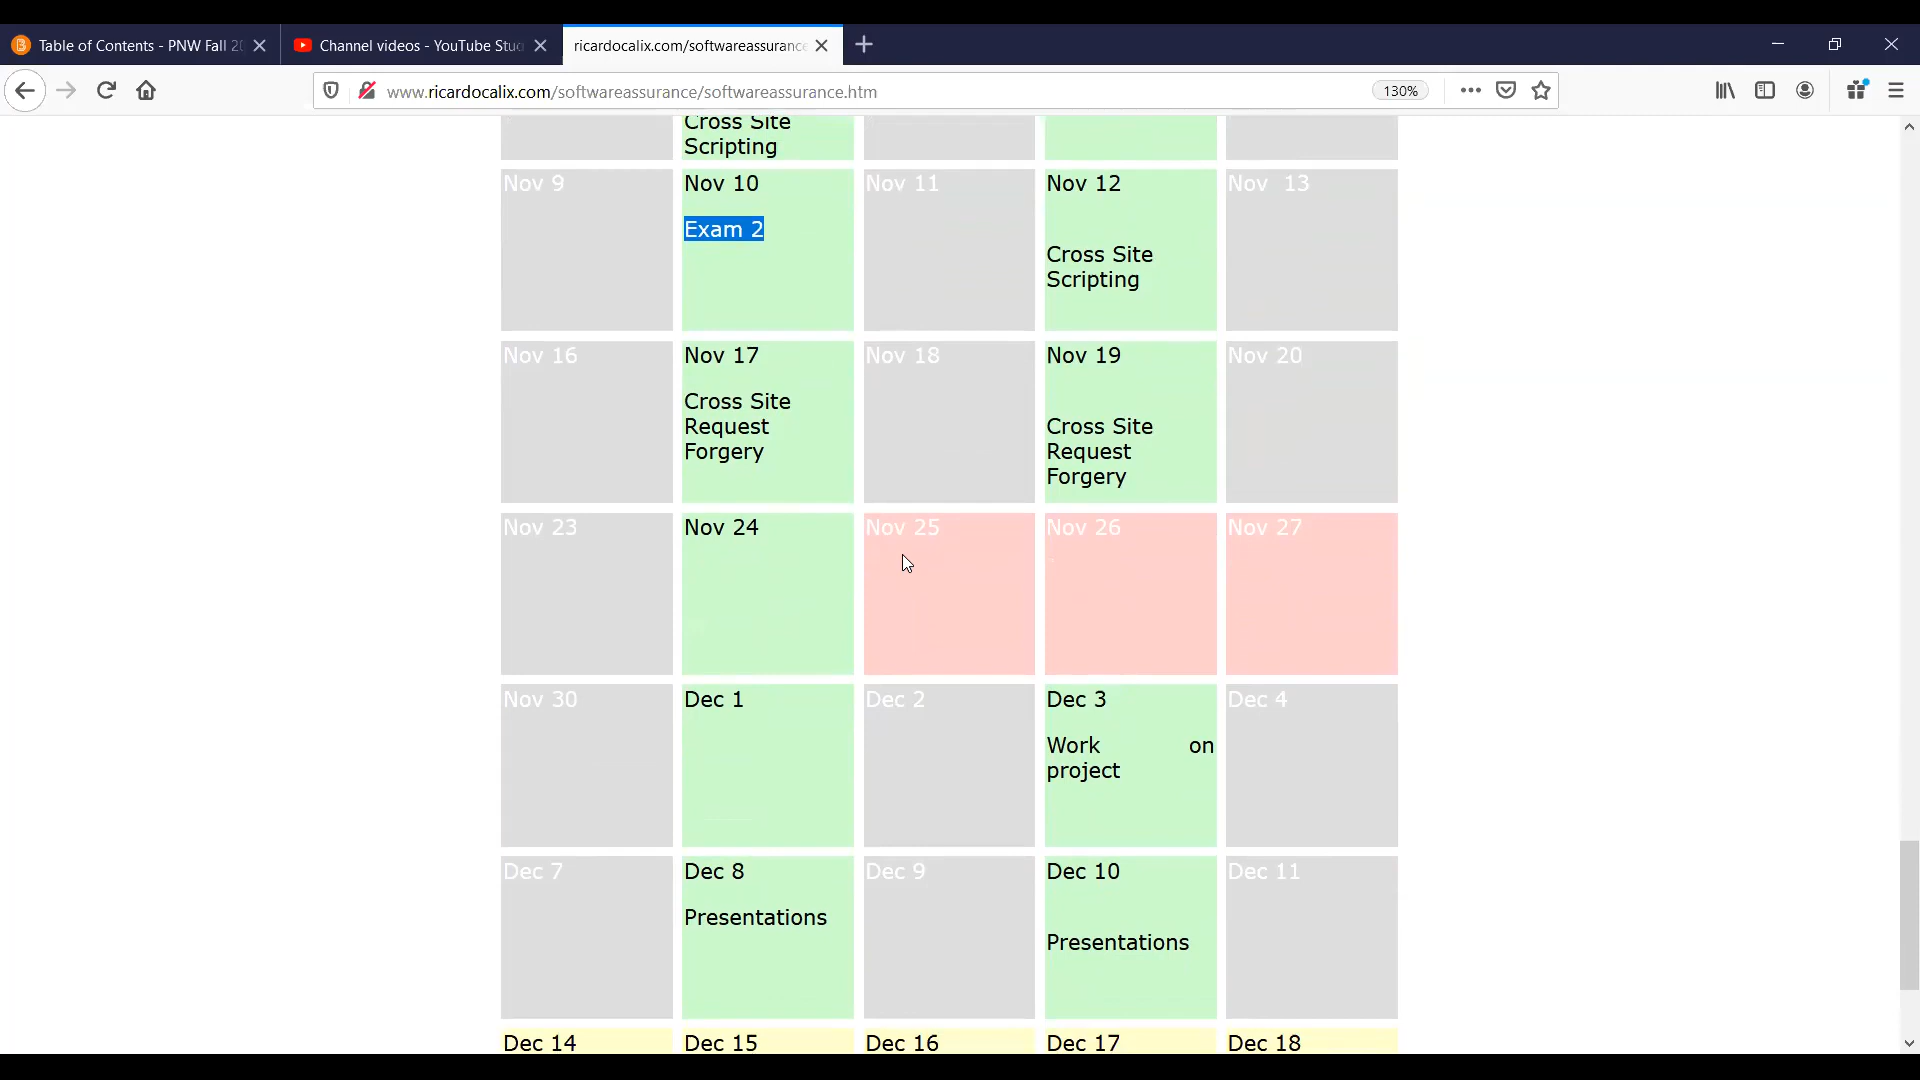 Table of Contents - PNW Fall 20
Channel videos - YouTube Stud
ricardocalix.com/softwareassurance
www.ricardocalix.com/softwareassurance/softwareassurance.htm
130%
Cross Site
Scripting
Nov 9
Nov 10
Nov 11
Nov 12
Nov 13
Exam 2
Cross Site
Scripting
Nov 16
Nov 17
Nov 18
Nov 19
Nov 20
Cross Site
Request
Forgery
Cross Site
Request
Forgery
Nov 23
Nov 24
Nov 25
Nov 26
Nov 27
Nov 30
Dec 1
Dec 2
Dec 3
Dec 4
Work on
project
Dec 7
Dec 8
Dec 9
Dec 10
Dec 11
Presentations
Presentations
Dec 14
Dec 15
Dec 16
Dec 17
Dec 18